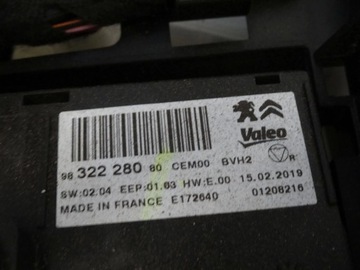 Valeo
98 322 280 80 CEM00 BVH2
R
SW:02.04 EEP:01.03 HW:E.00 15.02.2019
MADE IN FRANCE E172640 01208216